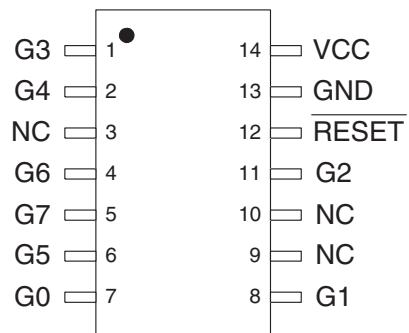 G3 1 14 VCC
G4 2 13 GND
NC 3 12 RESET
G6 4 11 G2
G7 5 10 NC
G5 6 9 NC
G0 7 8 G1